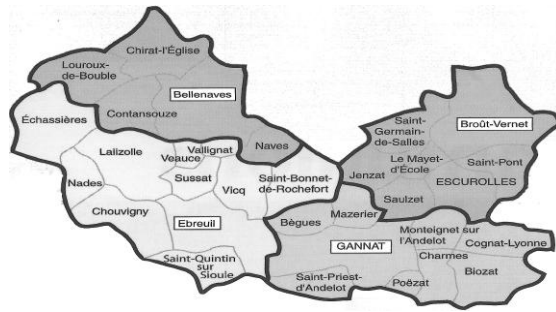 Chirat-l'Église
Louroux-
de-Bouble
Bellenaves
Échassières
Contansouze
Naves
Lalizolle
Vallignat
Veauce
Sussat
Nades
Vicq
Saint-Bonnet-
de-Rochefort
Chouvigny
Ebreuil
Saint-Quintin
sur
Sioule
Saint-
Germain-
de-Salles
Broût-Vernet
Le Mayet-
d'École
Saint-Pont
Jenzat
ESCUROLLES
Saulzet
Bègues
Mazerier
GANNAT
Monteignet sur
l'Andelot
Cognat-Lyonne
Charmes
Biozat
Saint-Priest-
d'Andelot
Poëzat